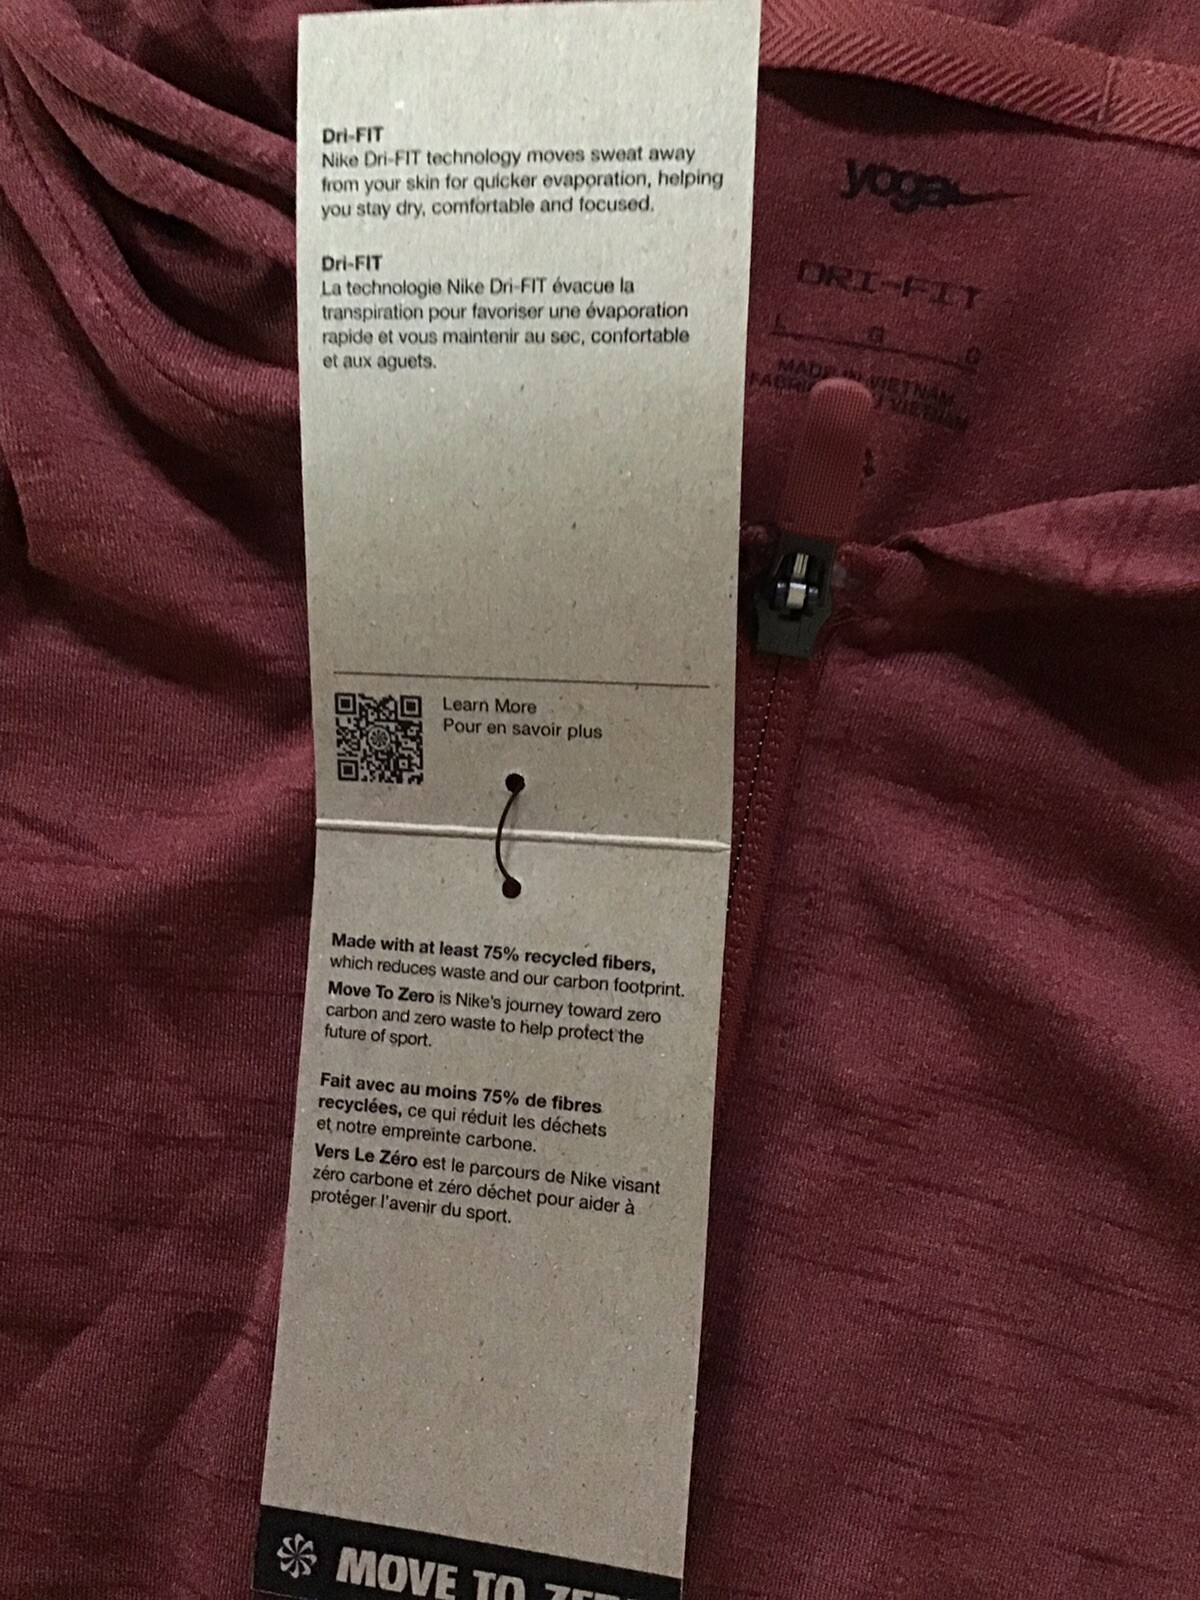 Dri-FIT
Nike Dri-FIT technology moves sweat away
from your skin for quicker evaporation, helping
you stay dry, comfortable and focused.
Dri-FIT
La technologie Nike Dri-FIT évacue la
transpiration pour favoriser une évaporation
rapide et vous maintenir au sec, confortable
et aux aguets.
Learn More
Pour en savoir plus
Made with at least 75% recycled fibers,
which reduces waste and our carbon footprint.
Move To Zero is Nike's journey toward zero
carbon and zero waste to help protect the
future of sport.
Fait avec au moins 75% de fibres
recyclées, ce qui réduit les déchets
et notre empreinte carbone.
Vers Le Zéro est le parcours de Nike visant
zéro carbone et zéro déchet pour aider à
protéger l'avenir du sport.
MOVE TO
yoga
DRI-FIT
L G G
MADE IN VIETNAM